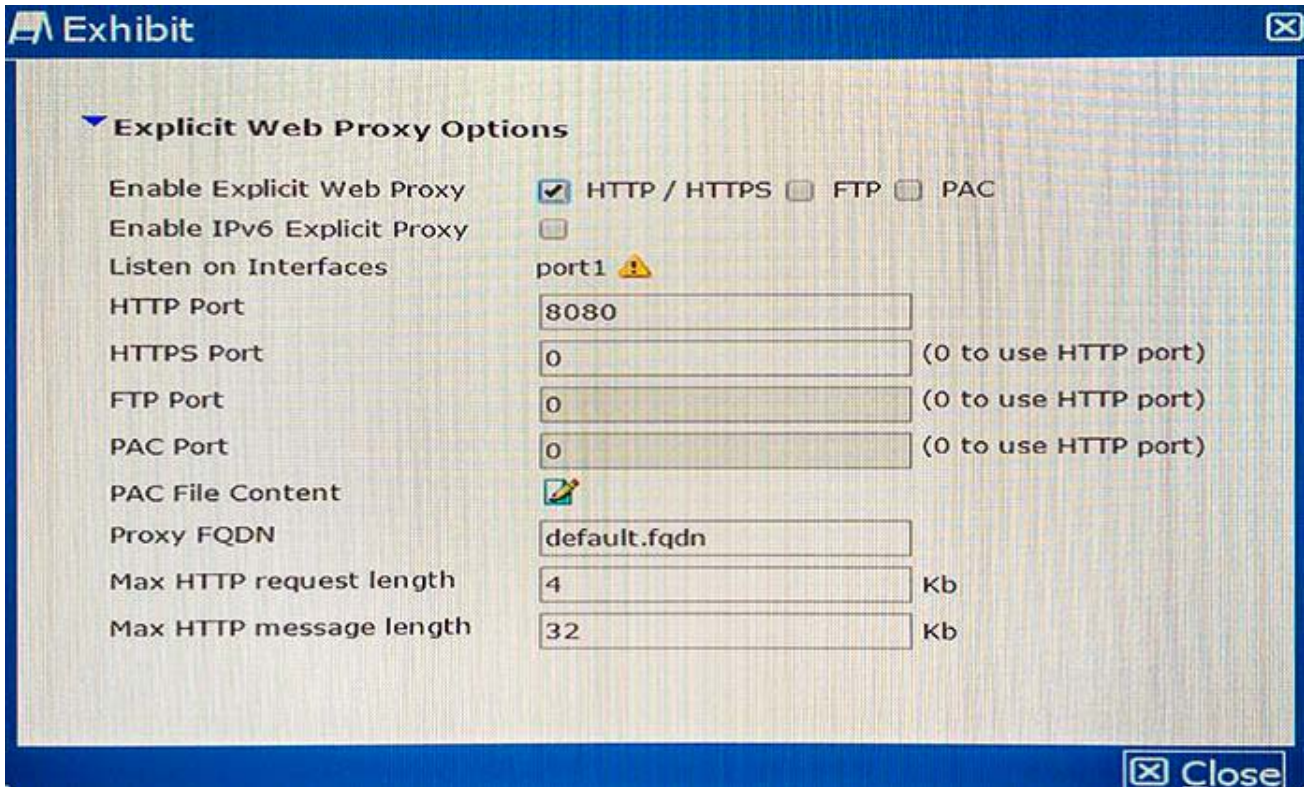 Exhibit
Explicit Web Proxy Options
Enable Explicit Web Proxy HTTP / HTTPS FTP PAC
Enable IPv6 Explicit Proxy
Listen on Interfaces port1
HTTP Port 8080
HTTPS Port 0 (0 to use HTTP port)
FTP Port 0 (0 to use HTTP port)
PAC Port 0 (0 to use HTTP port)
PAC File Content
Proxy FQDN default.fqdn
Max HTTP request length 4 Kb
Max HTTP message length 32 Kb
Close